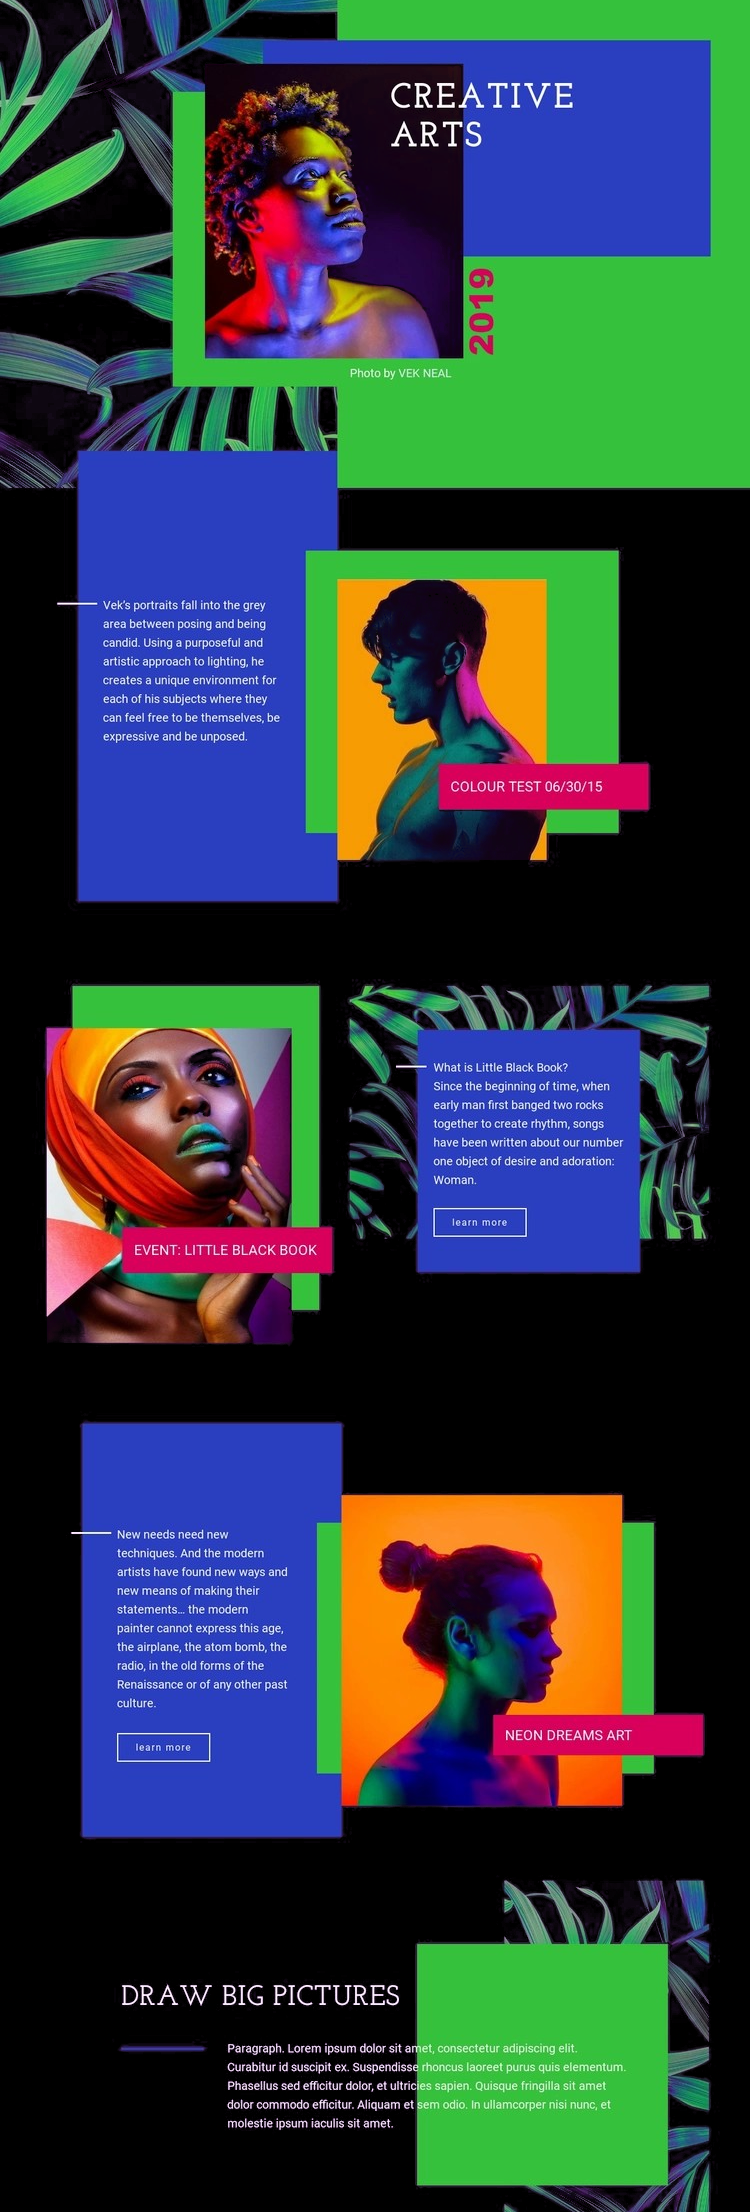 CREATIVE
ARTS
2019
Photo by VEK NEAL
Vek's portraits fall into the grey
area between posing and being
candid. Using a purposeful and
artistic approach to lighting, he
creates a unique environment for
each of his subjects where they
can feel free to be themselves, be
expressive and be unposed.
COLOUR TEST 06/30/15
EVENT: LITTLE BLACK BOOK
What is Little Black Book?
Since the beginning of time, when
early man first banged two rocks
together to create rhythm, songs
have been written about our number
one object of desire and adoration:
Woman.
learn more
New needs need new
techniques. And the modern
artists have found new ways and
new means of making their
statements… the modern
painter cannot express this age,
the airplane, the atom bomb, the
radio, in the old forms of the
Renaissance or of any other past
culture.
learn more
NEON DREAMS ART
DRAW BIG PICTURES
Paragraph. Lorem ipsum dolor sit amet, consectetur adipiscing elit.
Curabitur id suscipit ex. Suspendisse rhoncus laoreet purus quis elementum.
Phasellus sed efficitur dolor, et ultricies sapien. Quisque fringilla sit amet
dolor commodo efficitur. Aliquam et sem odio. In ullamcorper nisi nunc, et
molestie ipsum iaculis sit amet.